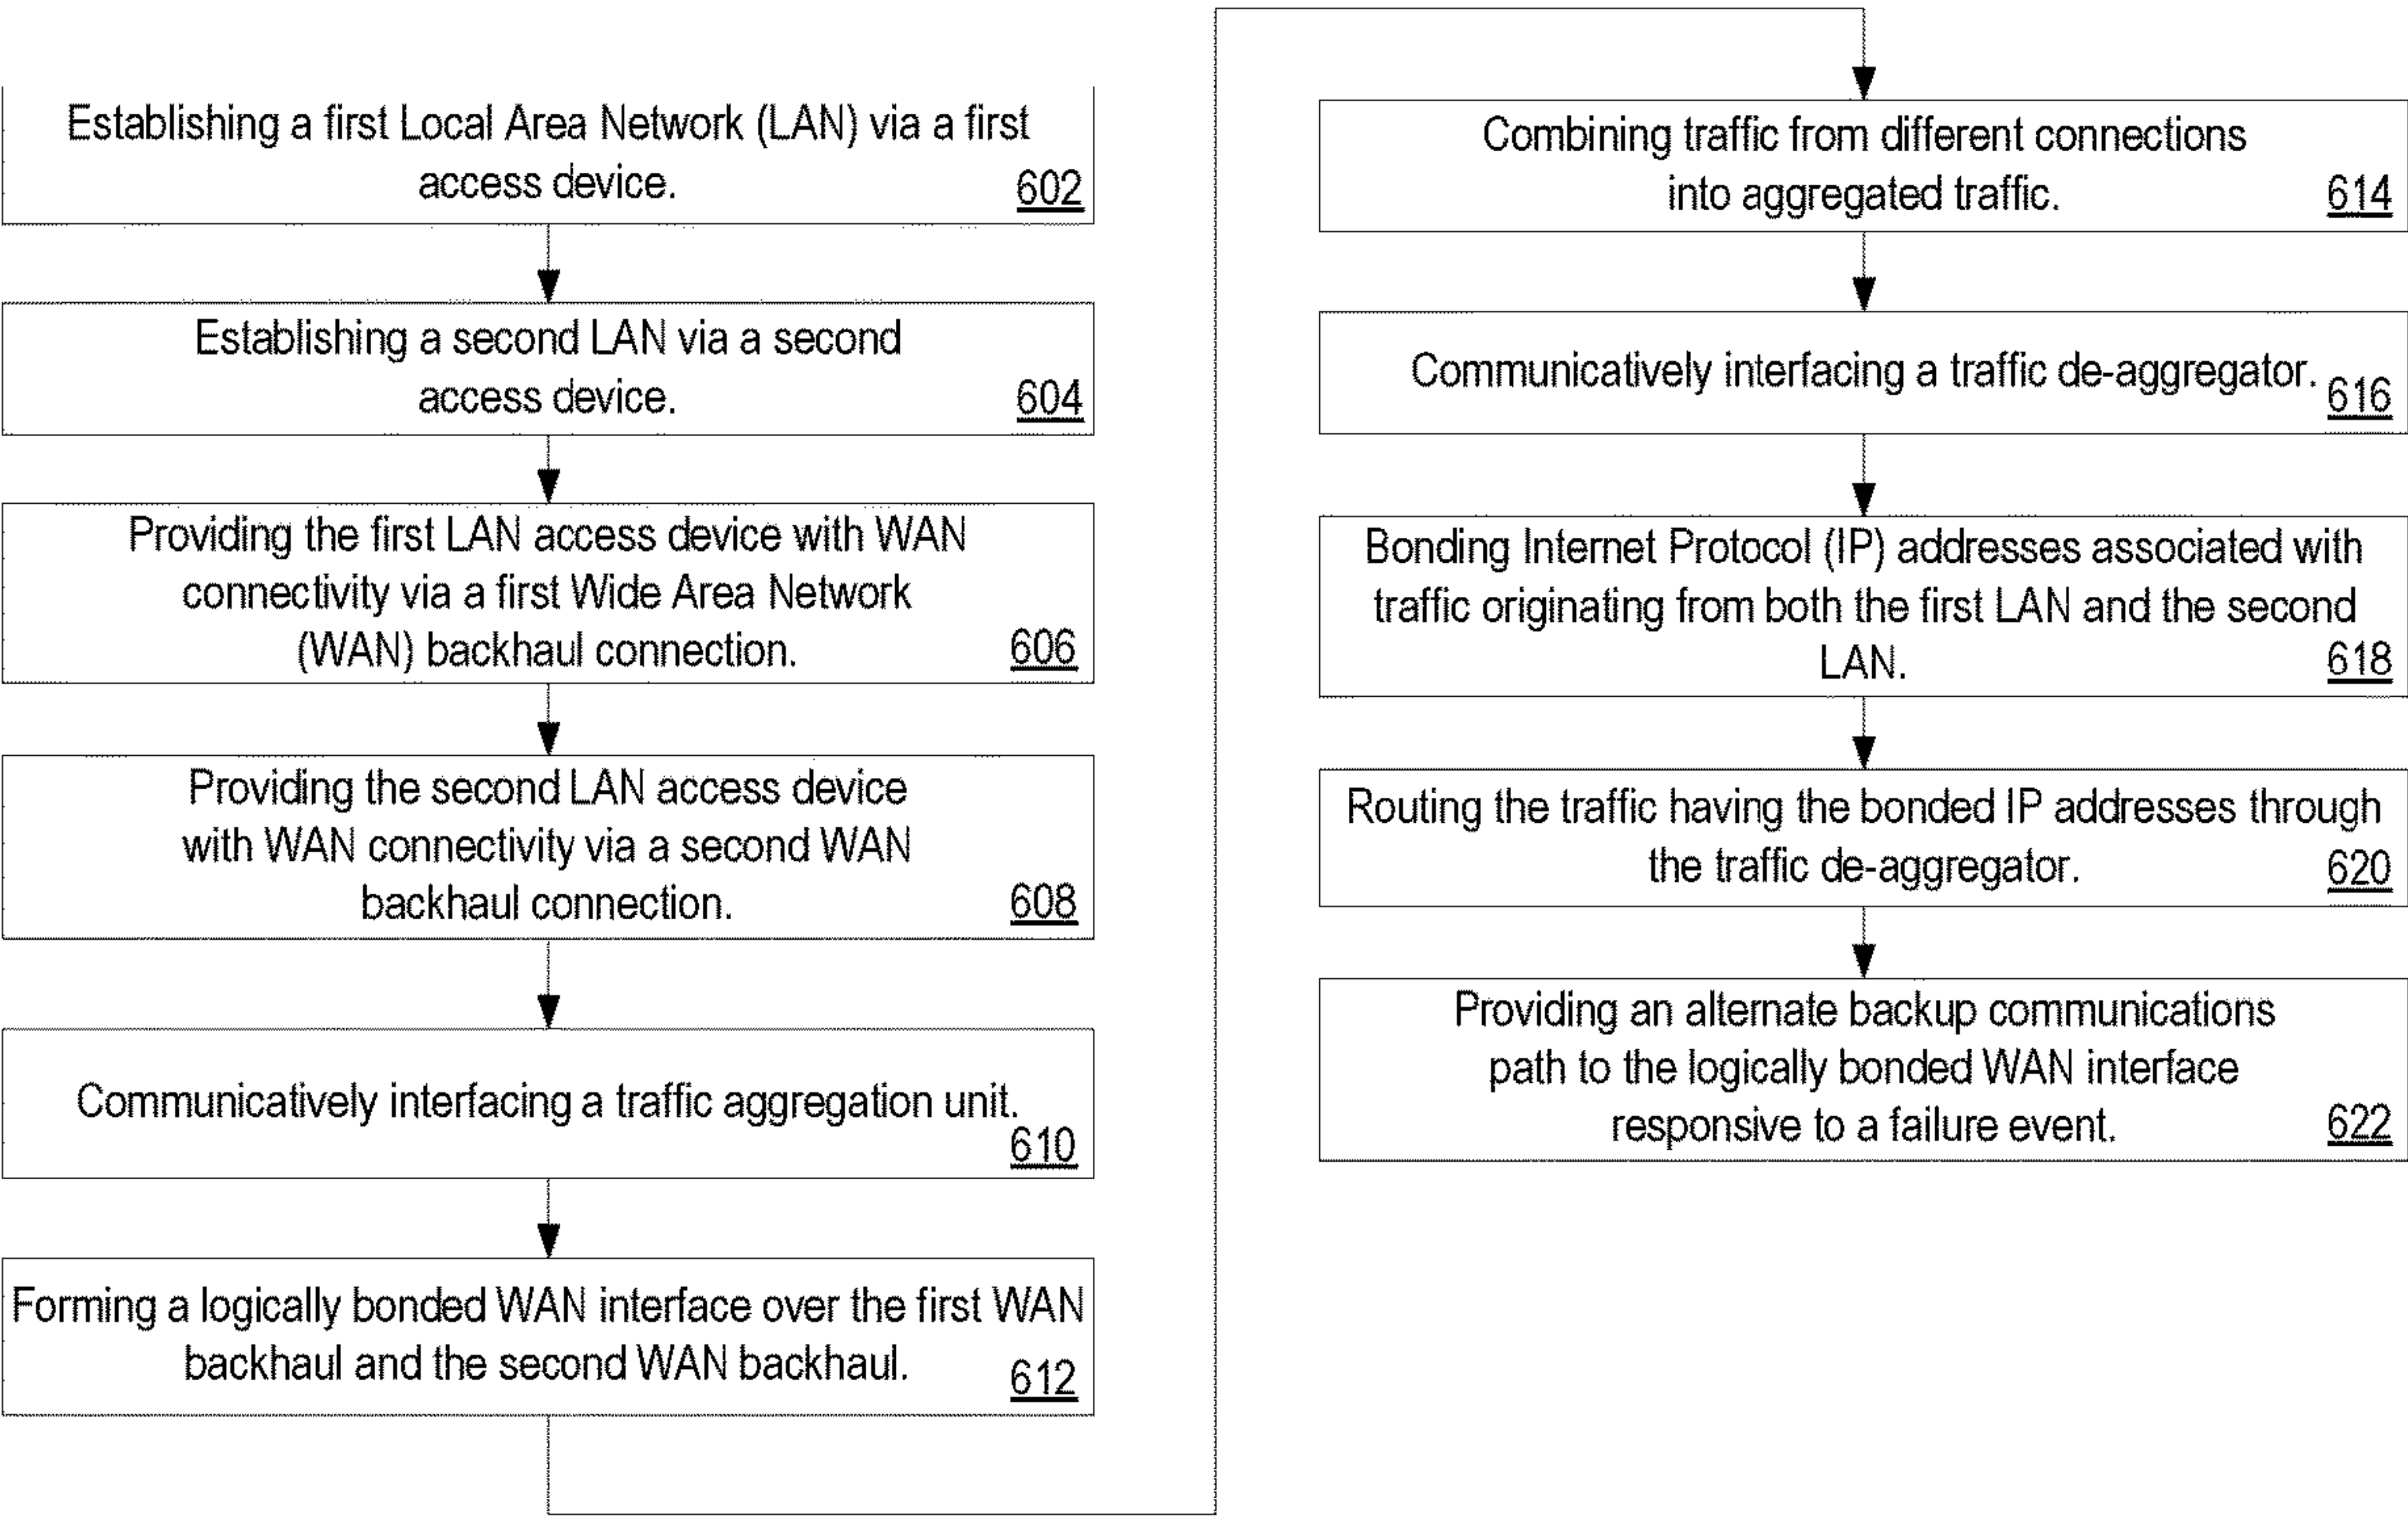 Establishing a first Local Area Network (LAN) via a first
access device.
602
Establishing a second LAN via a second
access device.
604
Providing the first LAN access device with WAN
connectivity via a first Wide Area Network
(WAN) backhaul connection.
606
Providing the second LAN access device
with WAN connectivity via a second WAN
backhaul connection.
608
Communicatively interfacing a traffic aggregation unit.
610
Forming a logically bonded WAN interface over the first WAN
backhaul and the second WAN backhaul.
612
Combining traffic from different connections
into aggregated traffic.
614
Communicatively interfacing a traffic de-aggregator.
616
Bonding Internet Protocol (IP) addresses associated with
traffic originating from both the first LAN and the second
LAN.
618
Routing the traffic having the bonded IP addresses through
the traffic de-aggregator.
620
Providing an alternate backup communications
path to the logically bonded WAN interface
responsive to a failure event.
622